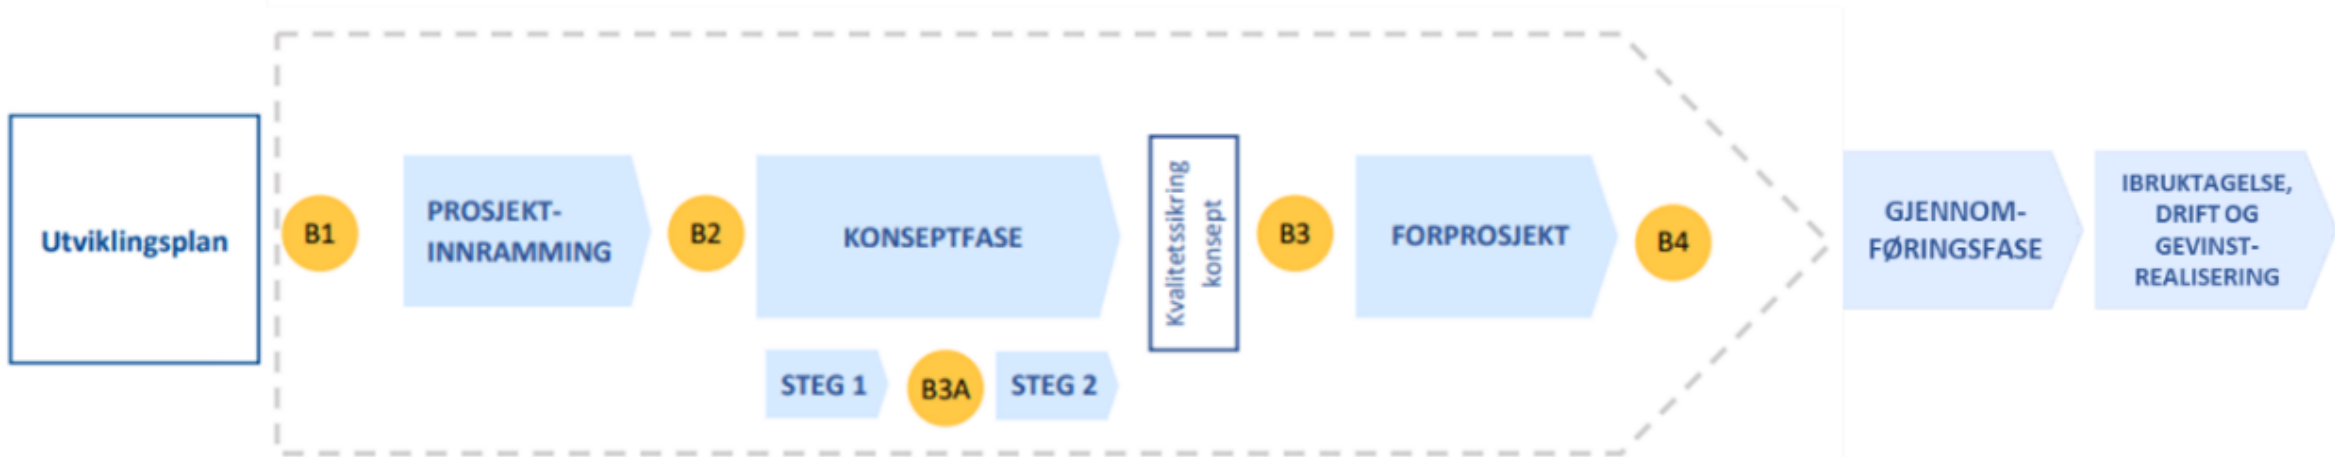 Utviklingsplan
B1
PROSJEKT-
INNRAMMING
B2
KONSEPTFASE
STEG 1
B3A
STEG 2
Kvalitetssikring
konsept
B3
FORPROSJEKT
B4
GJENNOM-
FØRINGSFASE
IBRUKTAGELSE,
DRIFT OG
GEVINST-
REALISERING